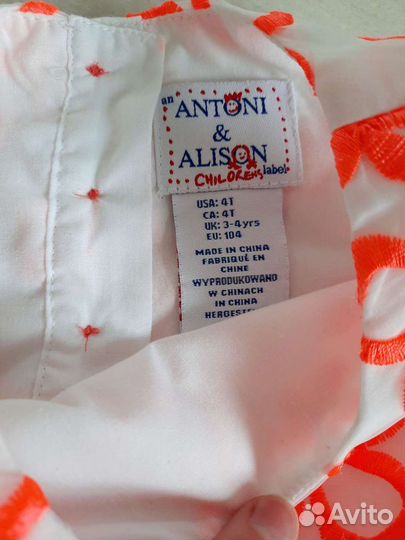 an
ANTONI
&
ALISON
CHILDRENS label
USA: 4T
CA: 4T
UK: 3-4yrs
EU: 104
MADE IN CHINA
FABRIQUÉ EN
CHINE
WYPRODUKOWANO
W CHINACH
IN CHINA
HERGESTEL
Avito